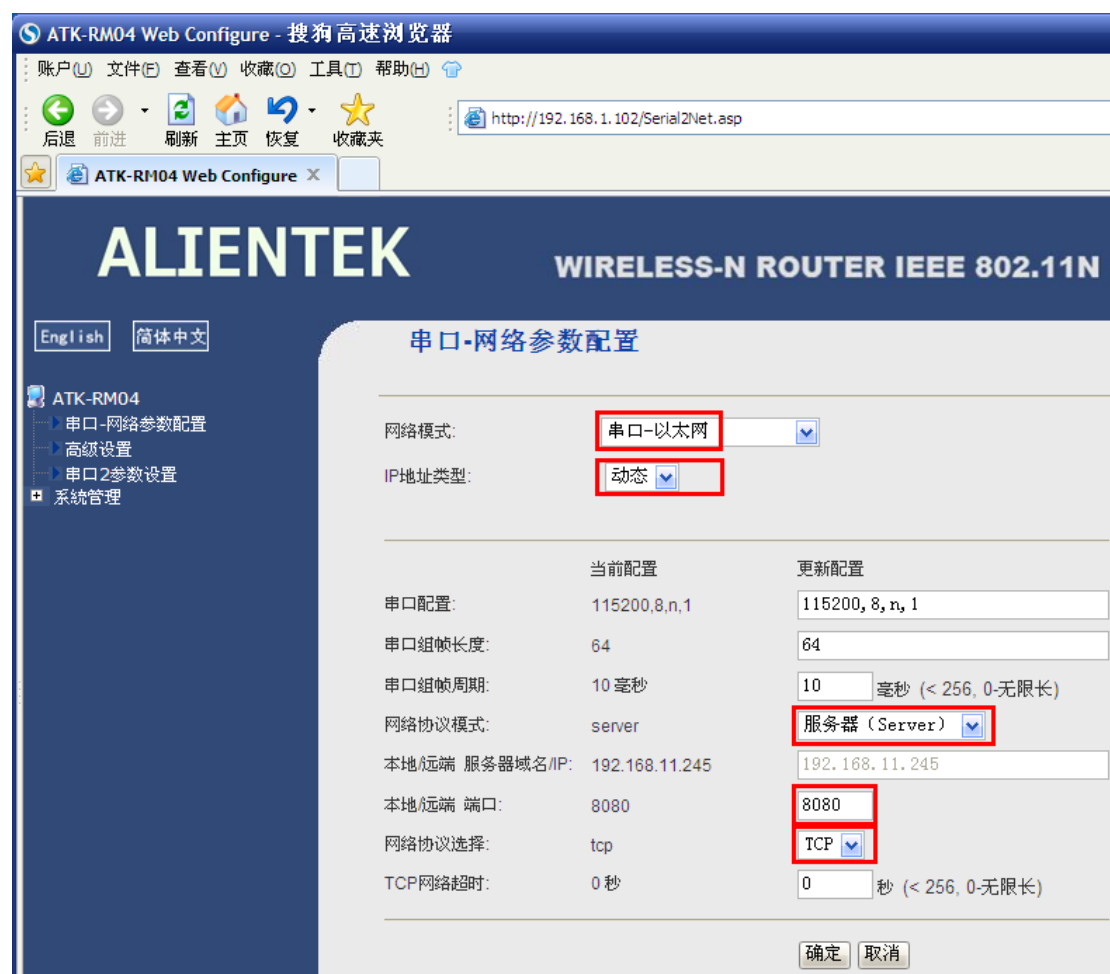 ATK-RM04 Web Configure - 搜狗高速浏览器
账户(U) 文件(F) 查看(V) 收藏(O) 工具(T) 帮助(H)
后退 前进 刷新 主页 恢复 收藏夹
http://192.168.1.102/Serial2Net.asp
ATK-RM04 Web Configure X
ALIENTEK
WIRELESS-N ROUTER IEEE 802.11N
English 简体中文
ATK-RM04
串口-网络参数配置
高级设置
串口2参数设置
系统管理
串口-网络参数配置
网络模式: 串口-以太网
IP地址类型: 动态
当前配置 更新配置
串口配置: 115200,8,n,1 115200,8,n,1
串口组帧长度: 64 64
串口组帧周期: 10 毫秒 10 毫秒 (< 256, 0-无限长)
网络协议模式: server 服务器（Server）
本地/远端 服务器域名/IP: 192.168.11.245 192.168.11.245
本地/远端 端口: 8080 8080
网络协议选择: tcp TCP
TCP网络超时: 0 秒 0 秒 (< 256, 0-无限长)
确定 取消